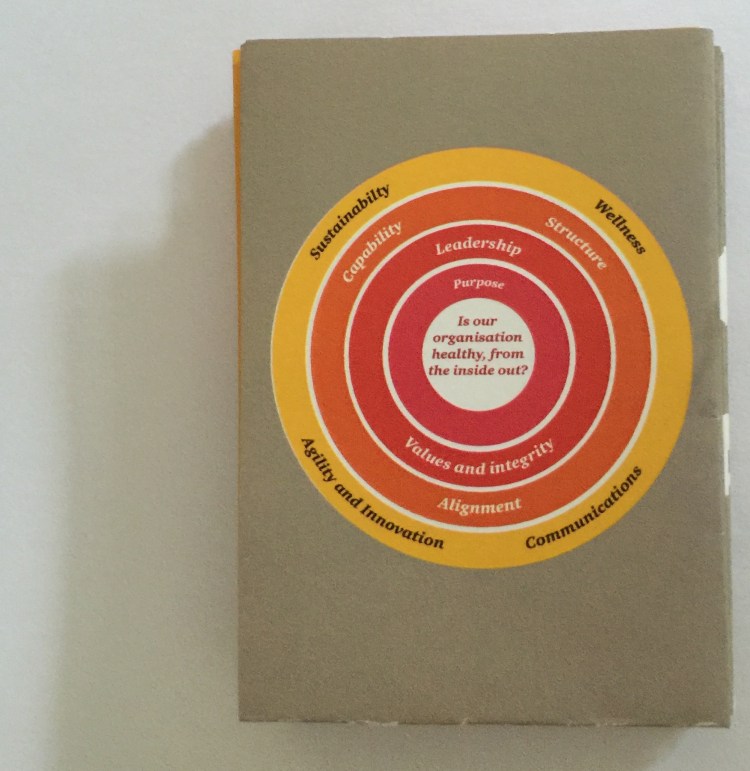 Sustainabilty
Wellness
Capability
Structure
Leadership
Purpose
Is our
organisation
healthy, from
the inside out?
Values and integrity
Alignment
Agility and Innovation
Communications